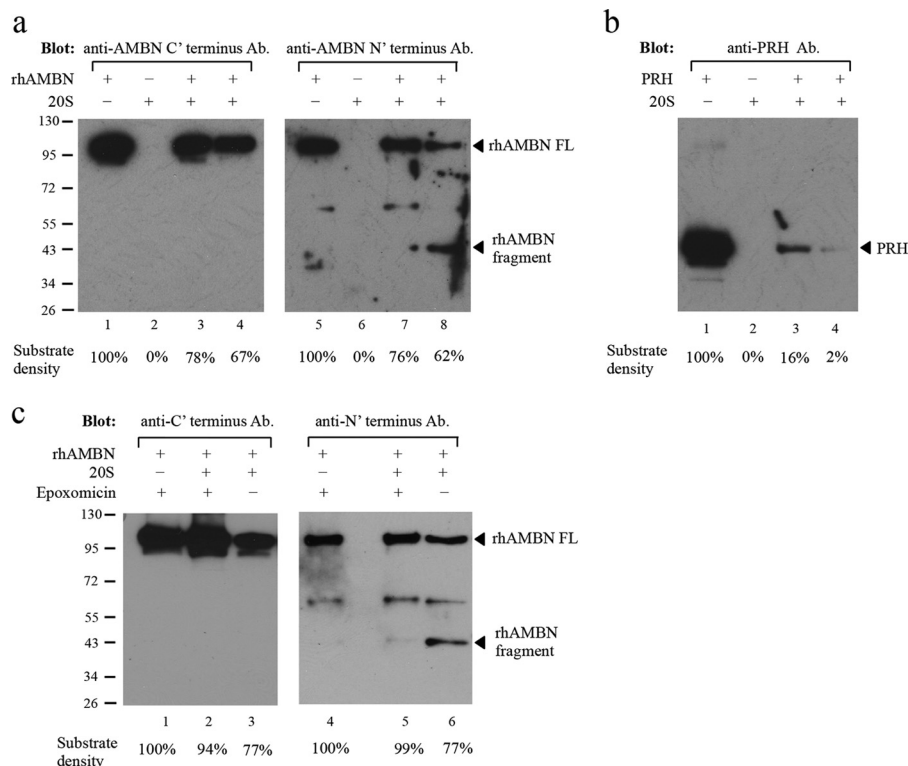 a
Blot: anti-AMBN C' terminus Ab. anti-AMBN N' terminus Ab.
rhAMBN + − + + + − + +
20S − + + + − + + +
130
95
72
55
43
34
26
rhAMBN FL
rhAMBN
fragment
1 2 3 4 5 6 7 8
Substrate
density
100% 0% 78% 67% 100% 0% 76% 62%
b
Blot: anti-PRH Ab.
PRH + − + +
20S − + + +
PRH
1 2 3 4
100% 0% 16% 2%
c
Blot: anti-C' terminus Ab. anti-N' terminus Ab.
rhAMBN + + + + + +
20S − + + − + +
Epoxomicin + + − + + −
130
95
72
55
43
34
26
rhAMBN FL
rhAMBN
fragment
1 2 3 4 5 6
Substrate
density
100% 94% 77% 100% 99% 77%